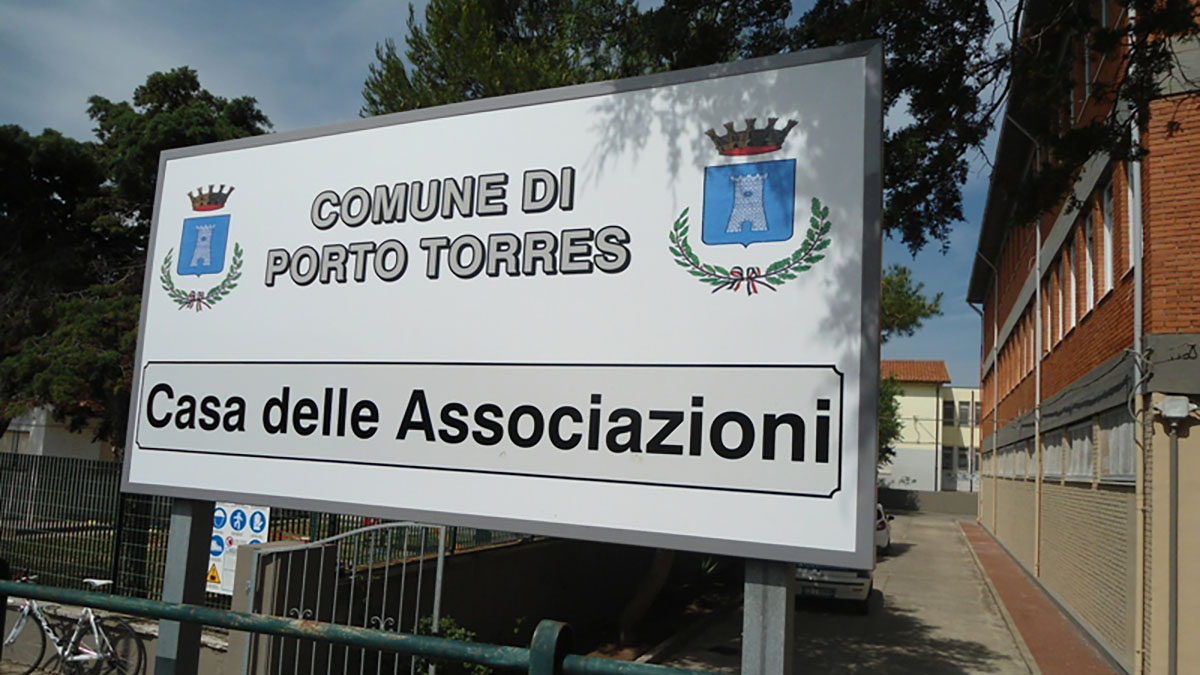 COMUNE DI
PORTO TORRES
Casa delle Associazioni